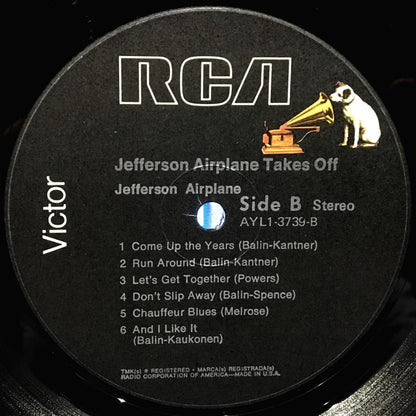 RCA
Victor
Jefferson Airplane Takes Off
Jefferson Airplane
Side B Stereo
AYL1-3739-B
1 Come Up the Years (Balin-Kantner)
2 Run Around (Balin-Kantner)
3 Let's Get Together (Powers)
4 Don't Slip Away (Balin-Spence)
5 Chauffeur Blues (Melrose)
6 And I Like It
(Balin-Kaukonen)
TMK(s) ® REGISTERED • MARCA(s) REGISTRADA(s)
RADIO CORPORATION OF AMERICA—MADE IN U.S.A.